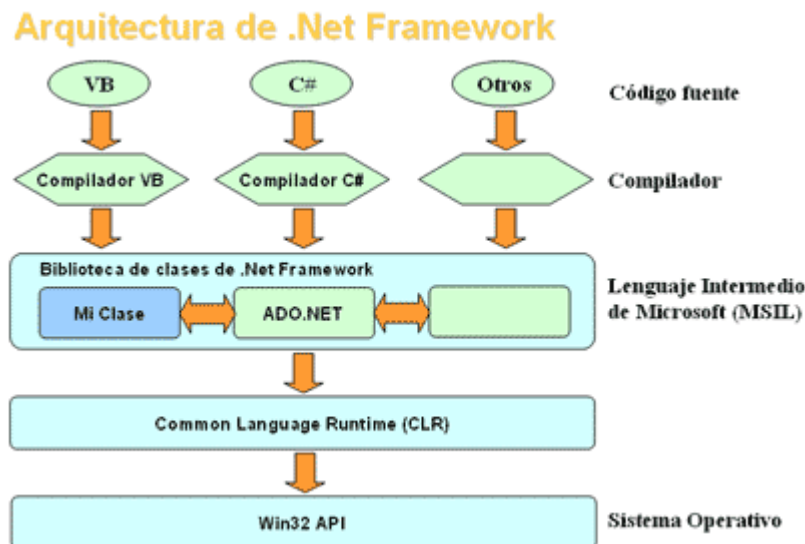 Arquitectura de .Net Framework
VB
C#
Otros
Código fuente
Compilador VB
Compilador C#
Compilador
Biblioteca de clases de .Net Framework
Mi Clase
ADO.NET
Lenguaje Intermedio
de Microsoft (MSIL)
Common Language Runtime (CLR)
Win32 API
Sistema Operativo